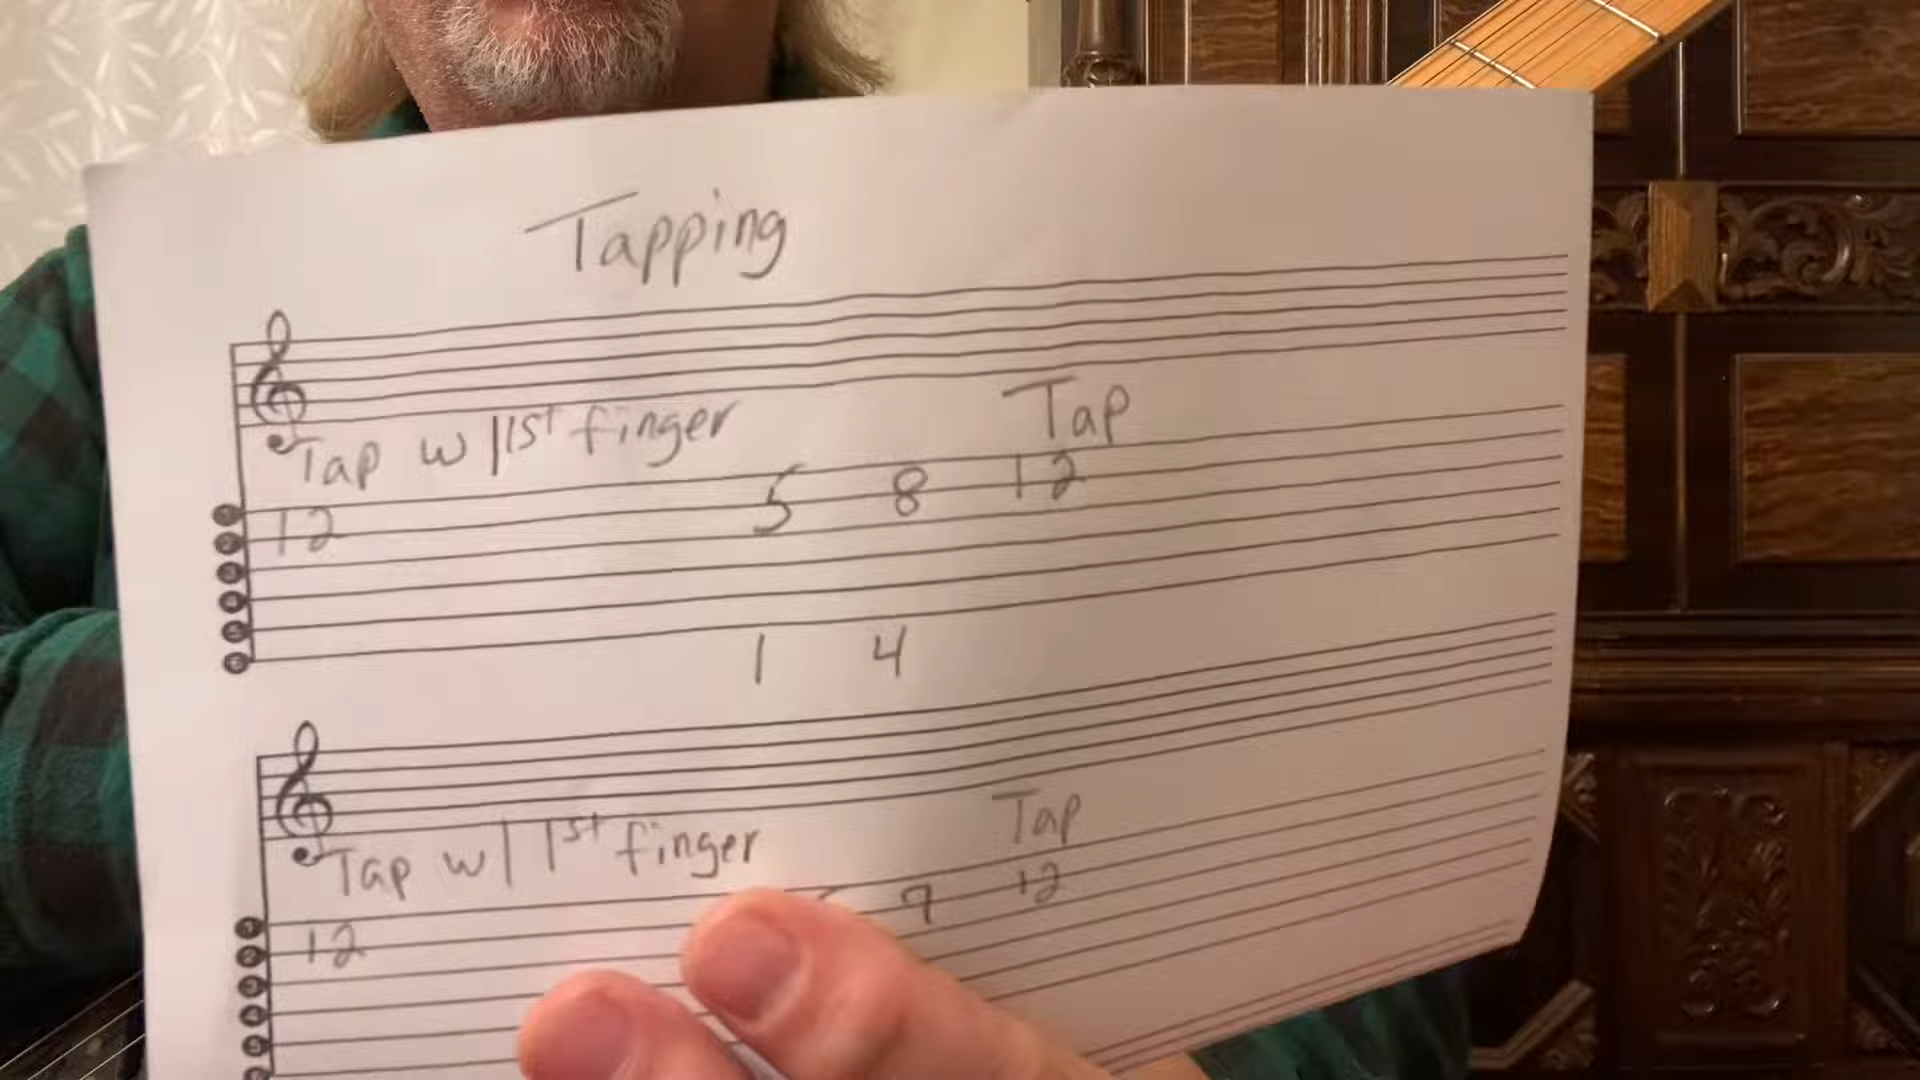 Tapping
Tap w/1st finger Tap
12 5 8 12
1 4
Tap w/ 1st finger Tap
12 7 12